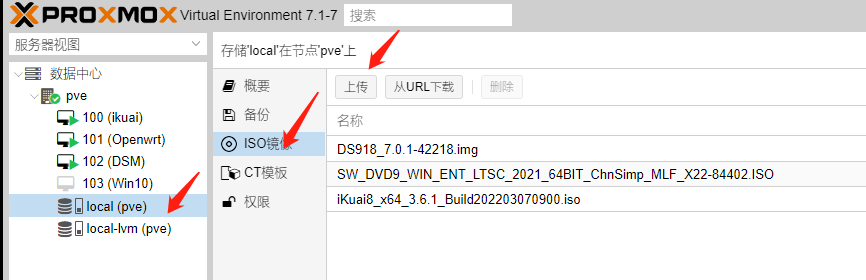 PROXMOX Virtual Environment 7.1-7 搜索
服务器视图
数据中心
pve
100 (ikuai)
101 (Openwrt)
102 (DSM)
103 (Win10)
local (pve)
local-lvm (pve)
存储'local'在节点'pve'上
概要
备份
ISO镜像
CT模板
权限
上传 从URL下载 删除
名称
DS918_7.0.1-42218.img
SW_DVD9_WIN_ENT_LTSC_2021_64BIT_ChnSimp_MLF_X22-84402.ISO
iKuai8_x64_3.6.1_Build202203070900.iso